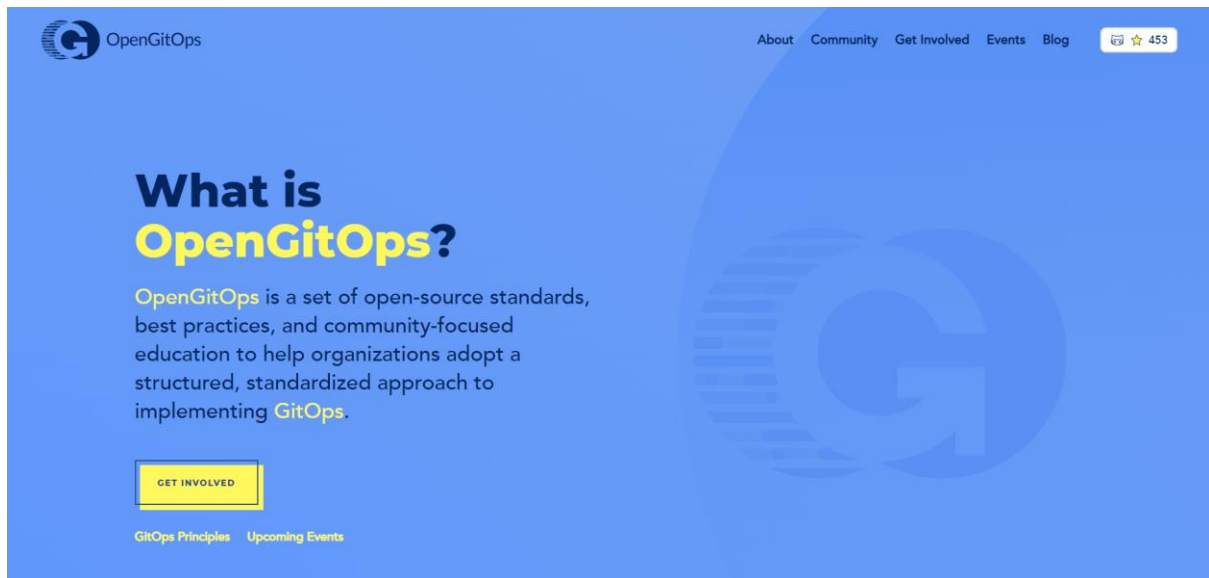 OpenGitOps
About Community Get Involved Events Blog 453
What is
OpenGitOps?
OpenGitOps is a set of open-source standards,
best practices, and community-focused
education to help organizations adopt a
structured, standardized approach to
implementing GitOps.
GET INVOLVED
GitOps Principles Upcoming Events